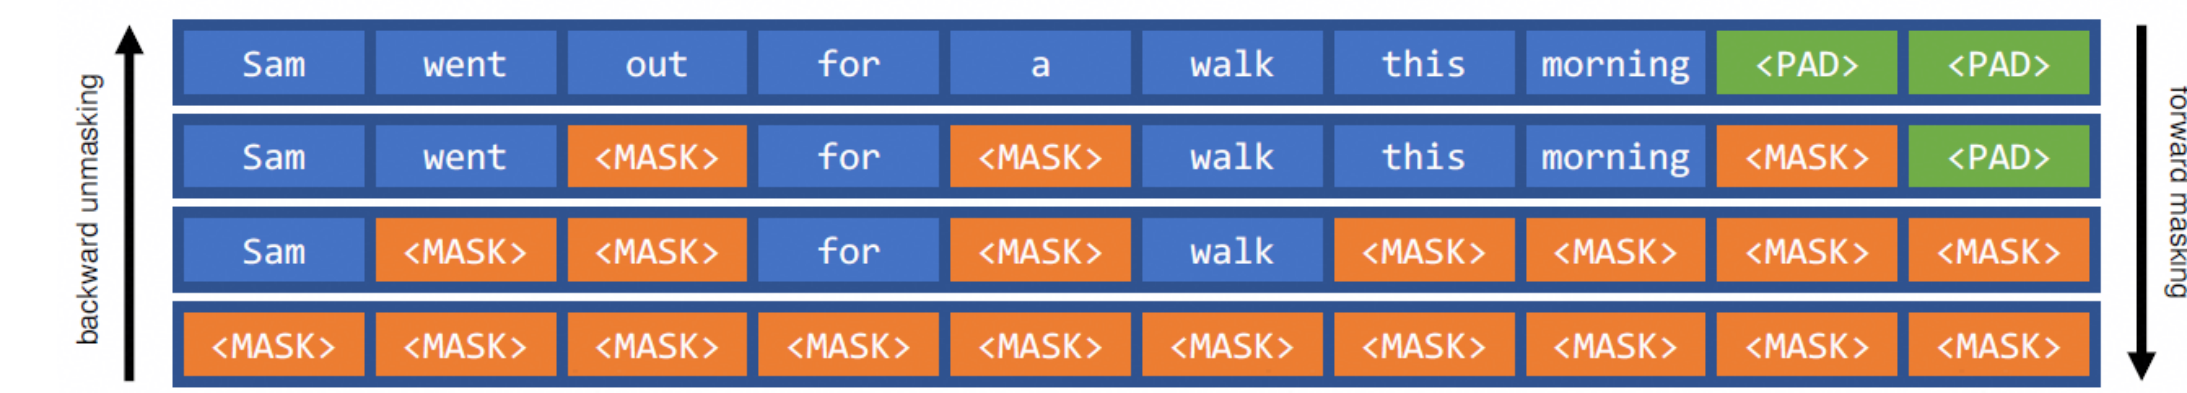 backward unmasking
Sam went out for a walk this morning <PAD> <PAD>
Sam went <MASK> for <MASK> walk this morning <MASK> <PAD>
Sam <MASK> <MASK> for <MASK> walk <MASK> <MASK> <MASK> <MASK>
<MASK> <MASK> <MASK> <MASK> <MASK> <MASK> <MASK> <MASK> <MASK> <MASK>
forward masking